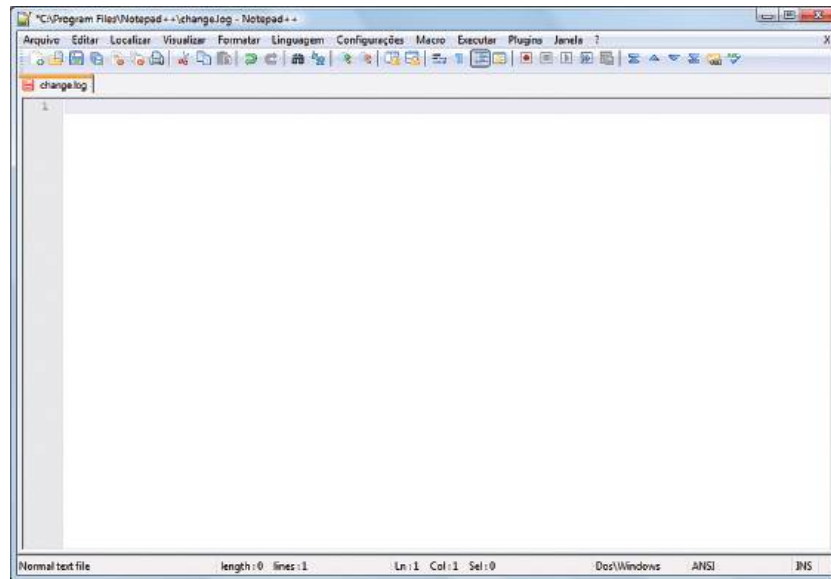 *C:\Program Files\Notepad++\change.log - Notepad++
Arquivo Editar Localizar Visualizar Formatar Linguagem Configurações Macro Executar Plugins Janela ? X
change.log
1
Normal text file length : 0 lines : 1 Ln : 1 Col : 1 Sel : 0 Dos\Windows ANSI INS